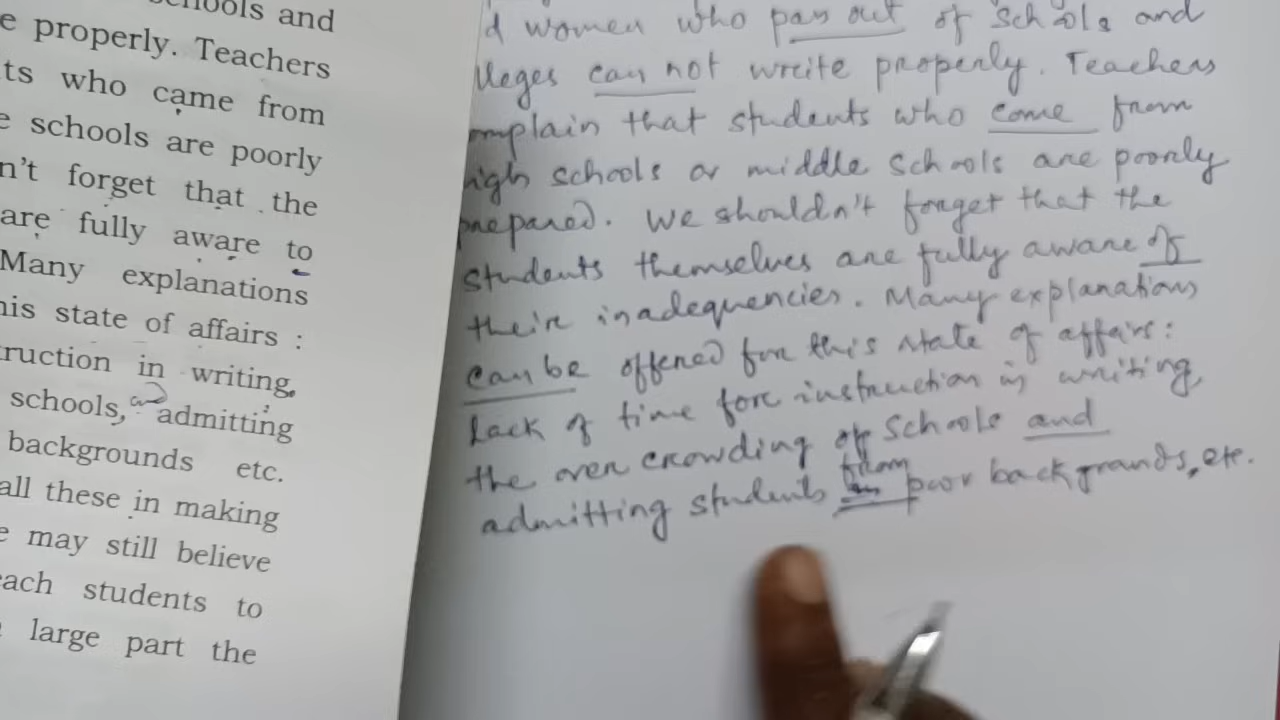 schools and
e properly. Teachers
ts who came from
e schools are poorly
n't forget that the
are fully aware to
Many explanations
his state of affairs :
ruction in writing,
schools, and admitting
backgrounds etc.
all these in making
e may still believe
each students to
large part the
d women who pass out of schools and
lleges can not write properly. Teachers
omplain that students who come from
high schools or middle schools are poorly
prepared. We shouldn't forget that the
students themselves are fully aware of
their inadequencies. Many explanations
can be offered for this state of affairs:
Lack of time for instruction in writing,
the over crowding of schools and
admitting students from poor backgrounds, etc.